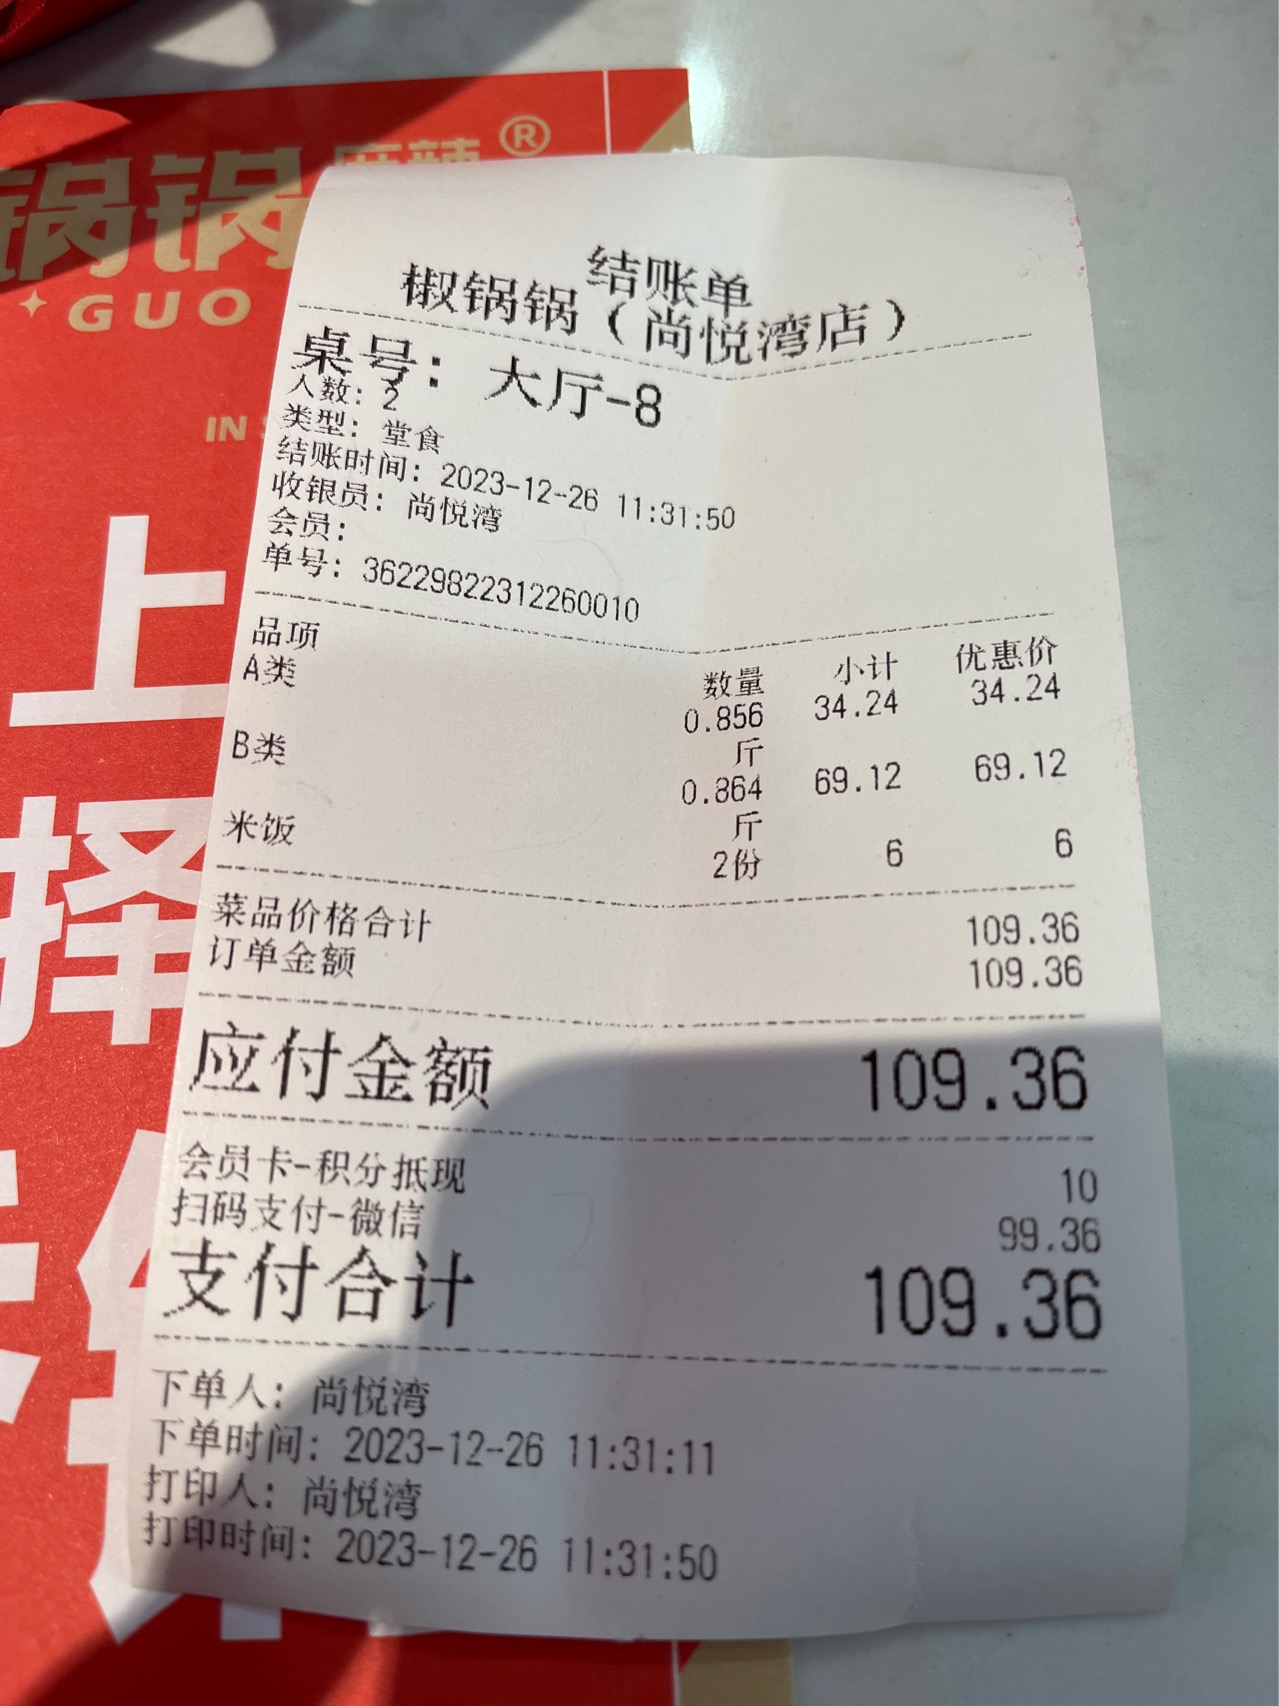 锅锅麻辣®
GUO
IN
上
择
结账单
椒锅锅（尚悦湾店）
桌号：大厅-8
人数：2
类型：堂食
结账时间：2023-12-26 11:31:50
收银员：尚悦湾
会员：
单号：36229822312260010
品项 数量 小计 优惠价
A类 0.856斤 34.24 34.24
B类 0.864斤 69.12 69.12
米饭 2份 6 6
菜品价格合计 109.36
订单金额 109.36
应付金额 109.36
会员卡-积分抵现 10
扫码支付-微信 99.36
支付合计 109.36
下单人：尚悦湾
下单时间：2023-12-26 11:31:11
打印人：尚悦湾
打印时间：2023-12-26 11:31:50